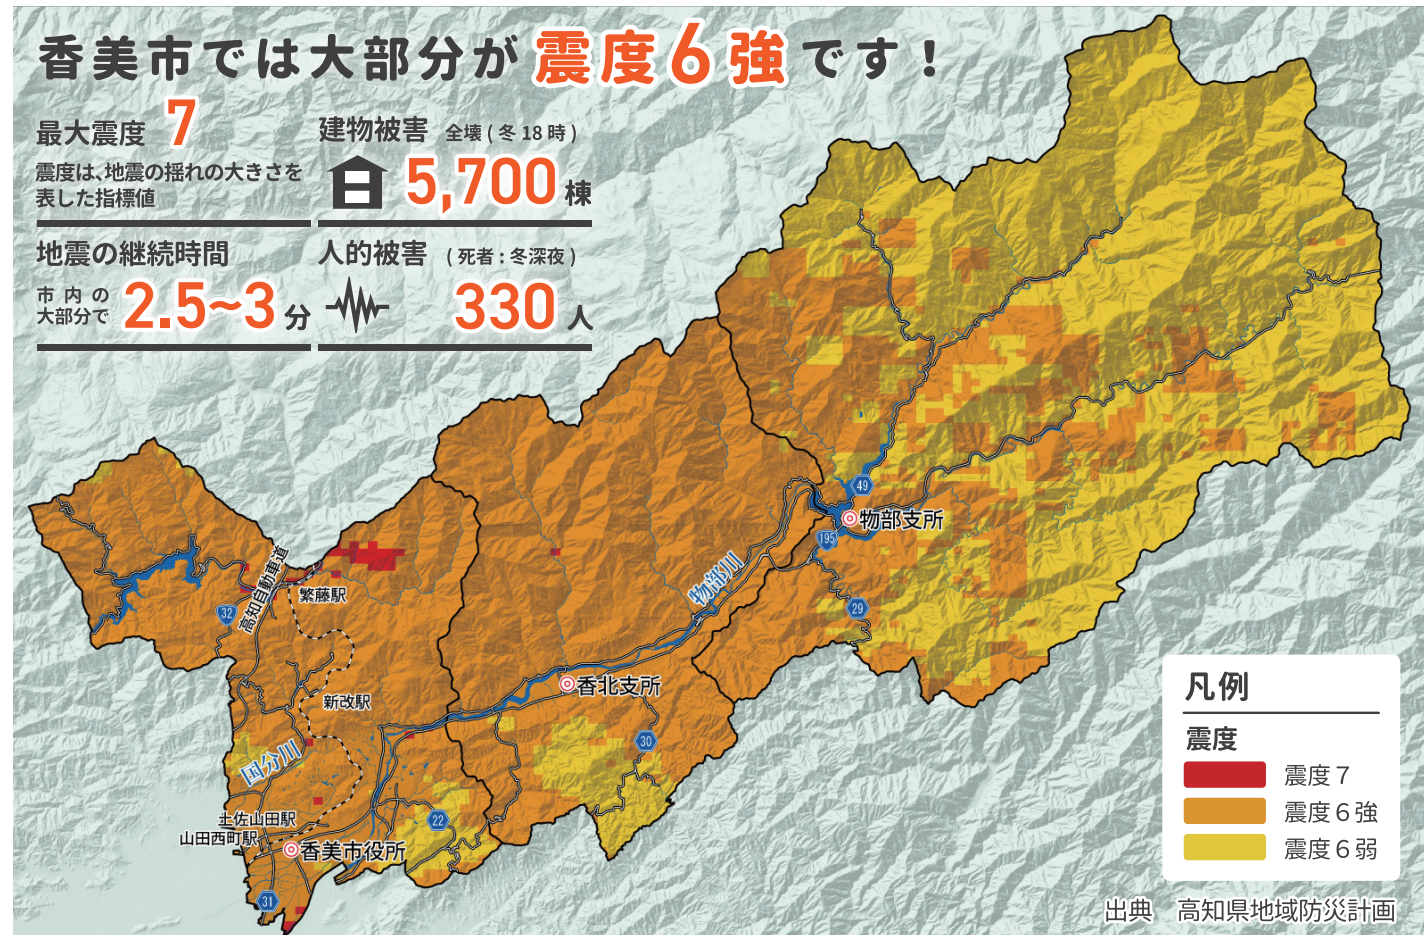 香美市では大部分が震度6強です！
最大震度 7
震度は、地震の揺れの大きさを
表した指標値
建物被害 全壊(冬18時)
5,700棟
地震の継続時間
市内の
大部分で
2.5~3分
人的被害 (死者:冬深夜)
330人
49
物部支所
195
物部川
29
高知自動車道
繁藤駅
32
香北支所
新改駅
30
国分川
土佐山田駅
山田西町駅
22
香美市役所
31
凡例
震度
震度７
震度６強
震度６弱
出典　高知県地域防災計画